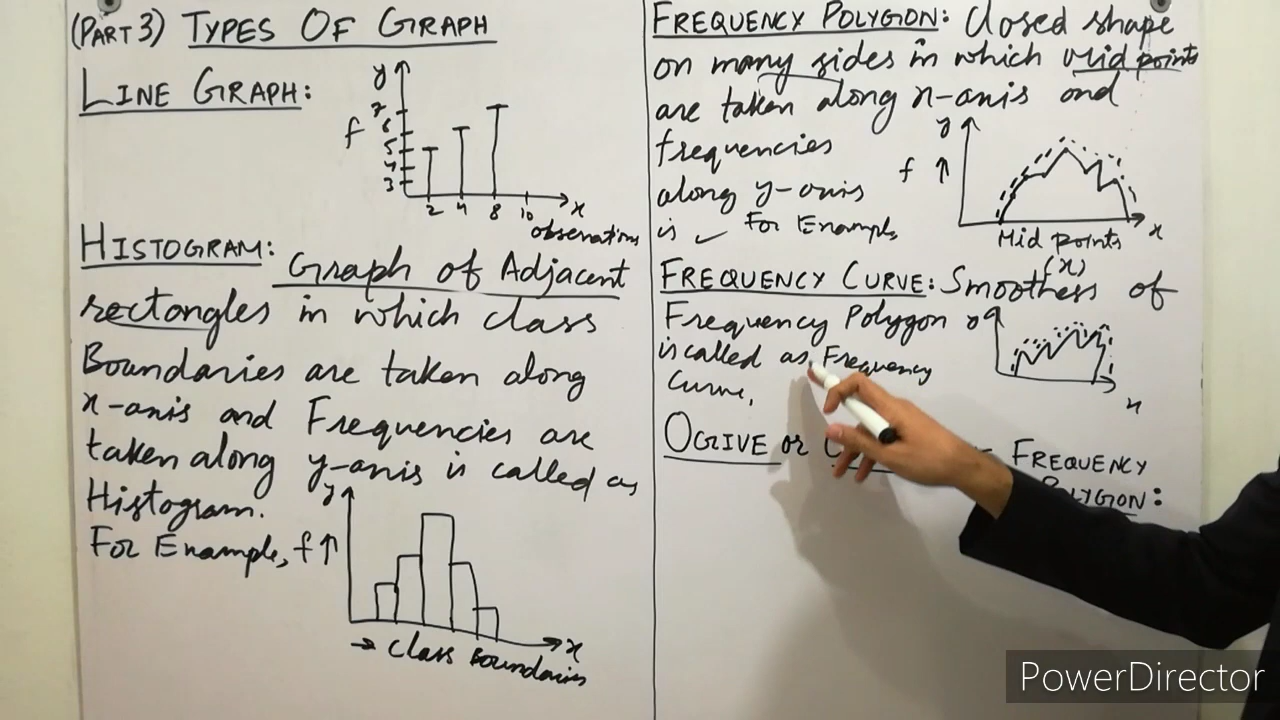 (PART 3) TYPES OF GRAPH
LINE GRAPH:
y
f
7
6
5
4
3
2 4 8 10 x
observations
HISTOGRAM: Graph of Adjacent
rectangles in which class
Boundaries are taken along
x-axis and Frequencies are
taken along y-axis is called as
Histogram.
For Example, f ↑
y
x
→ Class Boundaries
FREQUENCY POLYGON: Closed shape
on many sides in which Mid points
are taken along x-axis and
frequencies
along y-axis
is ✓ For Example,
y
f ↑
x
Mid points
(x)
FREQUENCY CURVE: Smoothess of
Frequency Polygon
is called as Frequency
Curve.
y
x
OGIVE or C
FREQUENCY
POLYGON:
PowerDirector